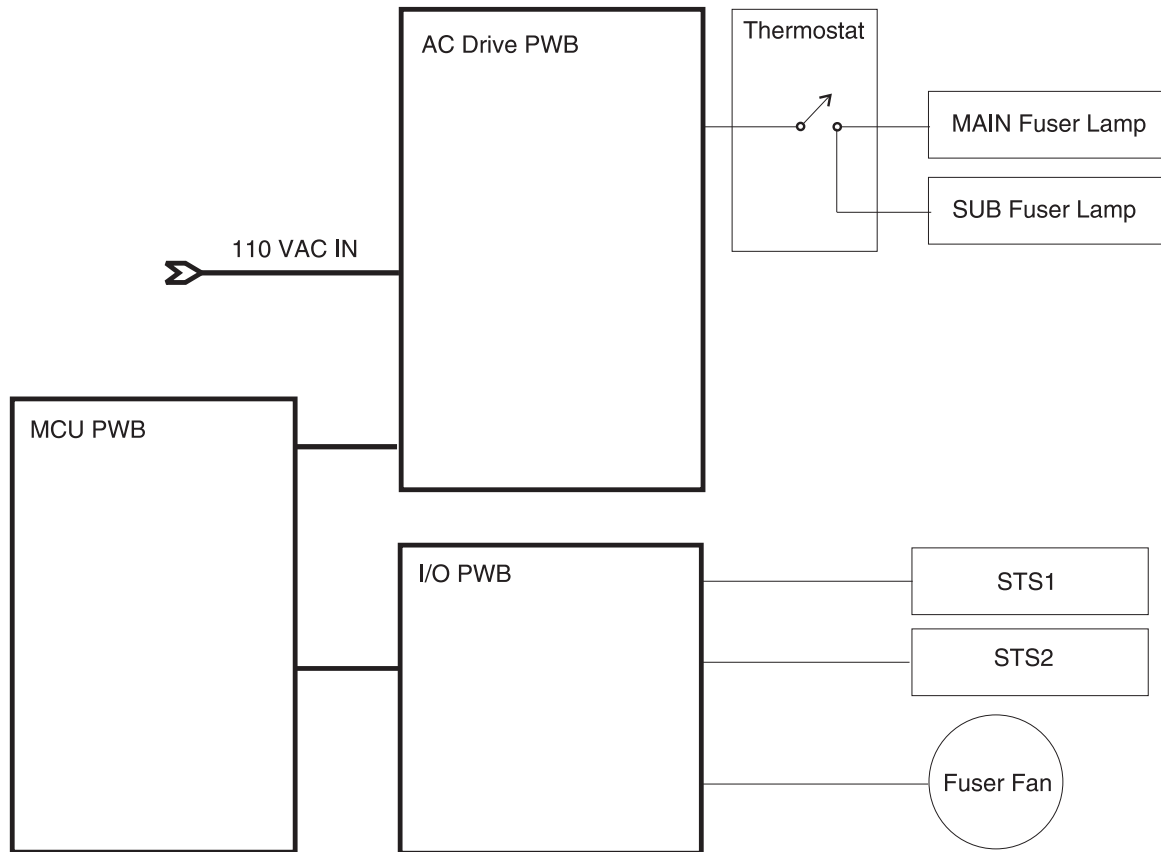 AC Drive PWB
Thermostat
MAIN Fuser Lamp
SUB Fuser Lamp
110 VAC IN
MCU PWB
I/O PWB
STS1
STS2
Fuser Fan